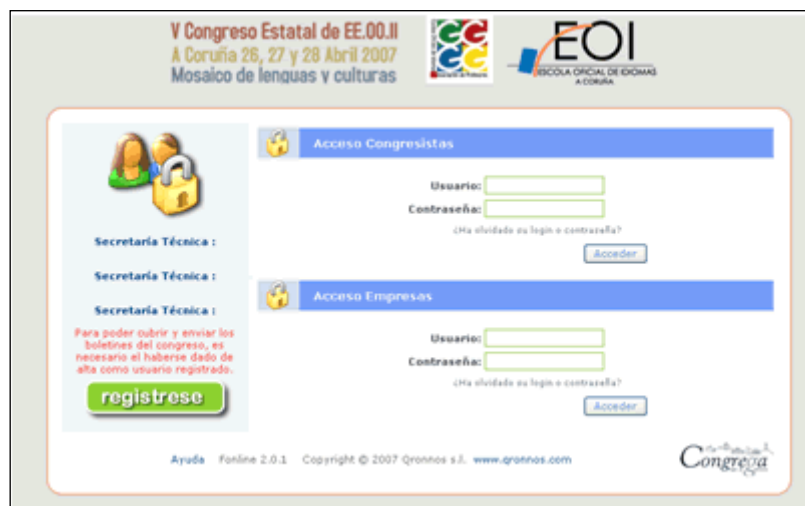 V Congreso Estatal de EE.OO.II
A Coruña 26, 27 y 28 Abril 2007
Mosaico de lenguas y culturas
EOI
ESCOLA OFICIAL DE IDIOMAS
A CORUÑA
Acceso Congresistas
Usuario:
Contraseña:
¿Ha olvidado su login o contraseña?
Acceder
Secretaría Técnica :
Secretaría Técnica :
Secretaría Técnica :
Para poder cubrir y enviar los
boletines del congreso, es
necesario el haberse dado de
alta como usuario registrado.
regístrese
Acceso Empresas
Usuario:
Contraseña:
¿Ha olvidado su login o contraseña?
Acceder
Ayuda Fonline 2.0.1 Copyright © 2007 Qronnos s.l. www.qronnos.com
Congrega